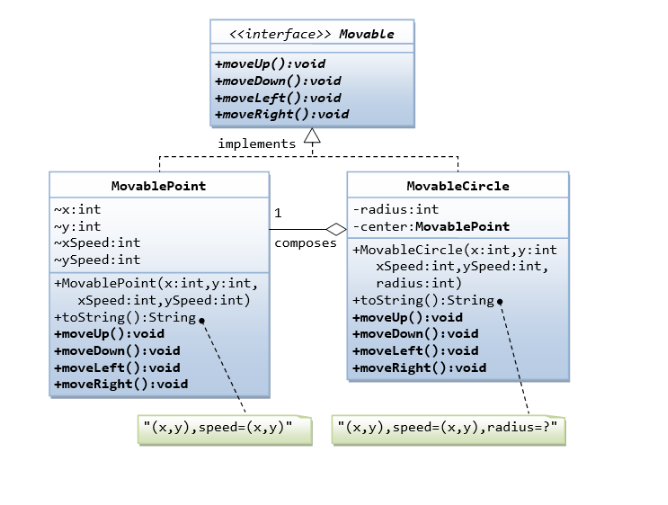 <<interface>> Movable
+moveUp():void
+moveDown():void
+moveLeft():void
+moveRight():void
implements
MovablePoint
~x:int
~y:int
~xSpeed:int
~ySpeed:int
+MovablePoint(x:int,y:int,
xSpeed:int,ySpeed:int)
+toString():String
+moveUp():void
+moveDown():void
+moveLeft():void
+moveRight():void
1
composes
MovableCircle
-radius:int
-center:MovablePoint
+MovableCircle(x:int,y:int
xSpeed:int,ySpeed:int,
radius:int)
+toString():String
+moveUp():void
+moveDown():void
+moveLeft():void
+moveRight():void
"(x,y),speed=(x,y)"
"(x,y),speed=(x,y),radius=?"